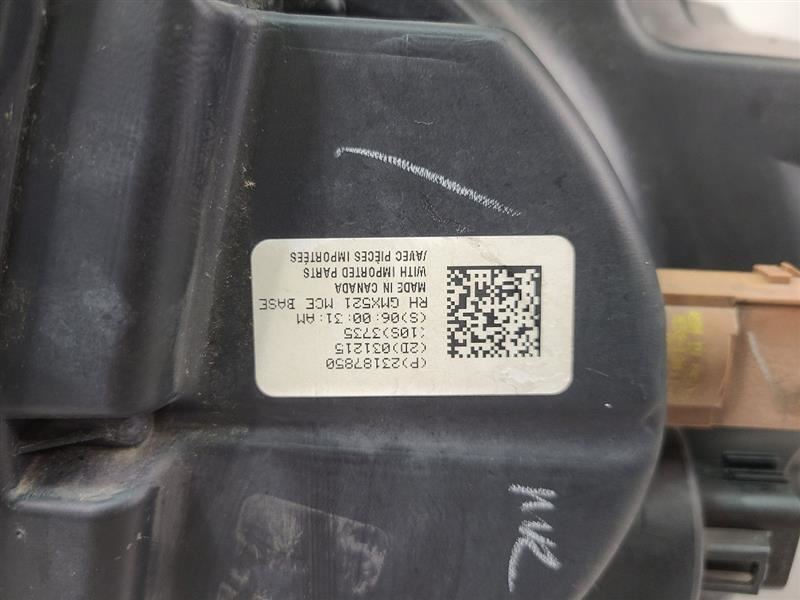 (P)23187850
(2D)031215
(10S)3735
(S)06:00:31:AM
RH GMX521 MCE BASE
MADE IN CANADA
WITH IMPORTED PARTS
/AVEC PIÈCES IMPORTÉES